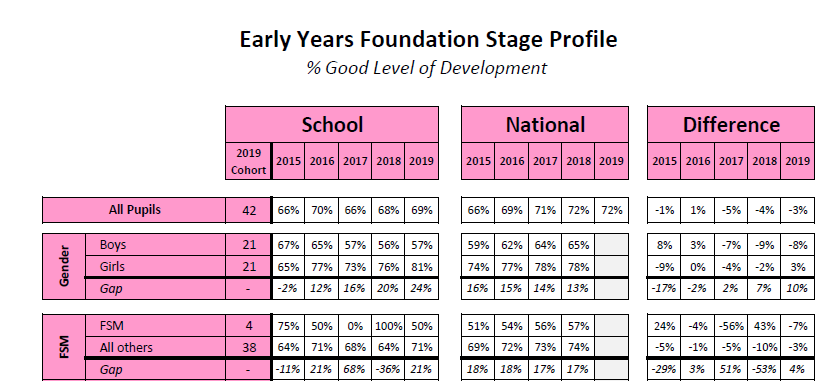 Early Years Foundation Stage Profile
% Good Level of Development
School National Difference
2019 Cohort 2015 2016 2017 2018 2019 2015 2016 2017 2018 2019 2015 2016 2017 2018 2019
All Pupils 42 66% 70% 66% 68% 69% 66% 69% 71% 72% 72% -1% 1% -5% -4% -3%
Gender
Boys 21 67% 65% 57% 56% 57% 59% 62% 64% 65% 8% 3% -7% -9% -8%
Girls 21 65% 77% 73% 76% 81% 74% 77% 78% 78% -9% 0% -4% -2% 3%
Gap - -2% 12% 16% 20% 24% 16% 15% 14% 13% -17% -2% 2% 7% 10%
FSM
FSM 4 75% 50% 0% 100% 50% 51% 54% 56% 57% 24% -4% -56% 43% -7%
All others 38 64% 71% 68% 64% 71% 69% 72% 73% 74% -5% -1% -5% -10% -3%
Gap - -11% 21% 68% -36% 21% 18% 18% 17% 17% -29% 3% 51% -53% 4%